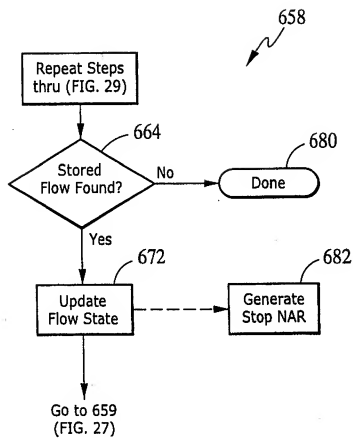 658
Repeat Steps
thru (FIG. 29)
664
Stored
Flow Found?
No
680
Done
Yes
672
Update
Flow State
682
Generate
Stop NAR
Go to 659
(FIG. 27)